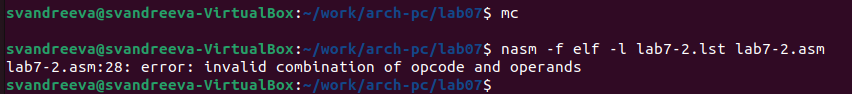 svandreeva@svandreeva-VirtualBox:~/work/arch-pc/lab07$ mc
svandreeva@svandreeva-VirtualBox:~/work/arch-pc/lab07$ nasm -f elf -l lab7-2.lst lab7-2.asm
lab7-2.asm:28: error: invalid combination of opcode and operands
svandreeva@svandreeva-VirtualBox:~/work/arch-pc/lab07$